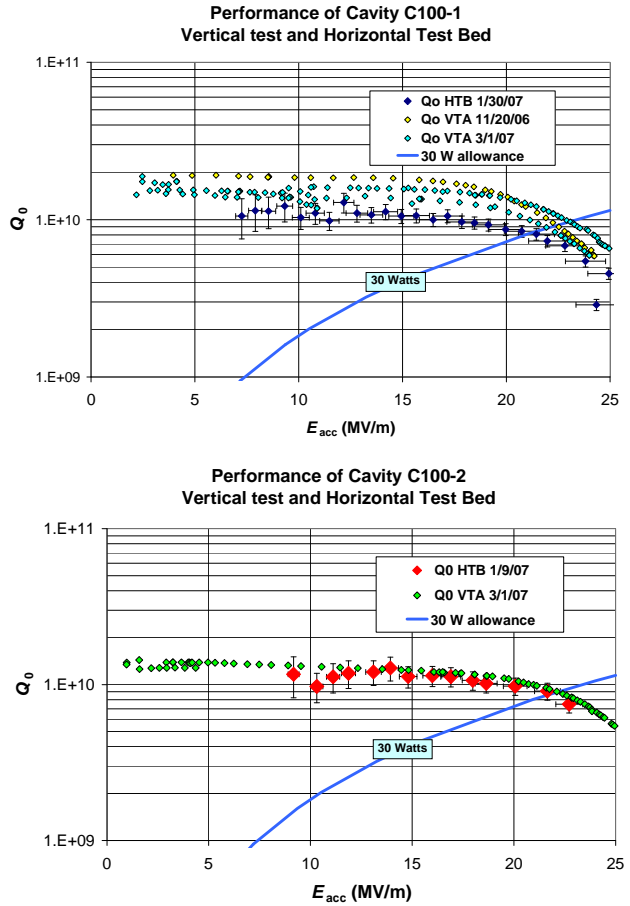 Performance of Cavity C100-1
Vertical test and Horizontal Test Bed
1.E+11
Qo HTB 1/30/07
Qo VTA 11/20/06
Qo VTA 3/1/07
30 W allowance
Q0
1.E+10
30 Watts
1.E+09
0 5 10 15 20 25
Eacc (MV/m)
Performance of Cavity C100-2
Vertical test and Horizontal Test Bed
1.E+11
Q0 HTB 1/9/07
Q0 VTA 3/1/07
30 W allowance
Q0
1.E+10
30 Watts
1.E+09
0 5 10 15 20 25
Eacc (MV/m)